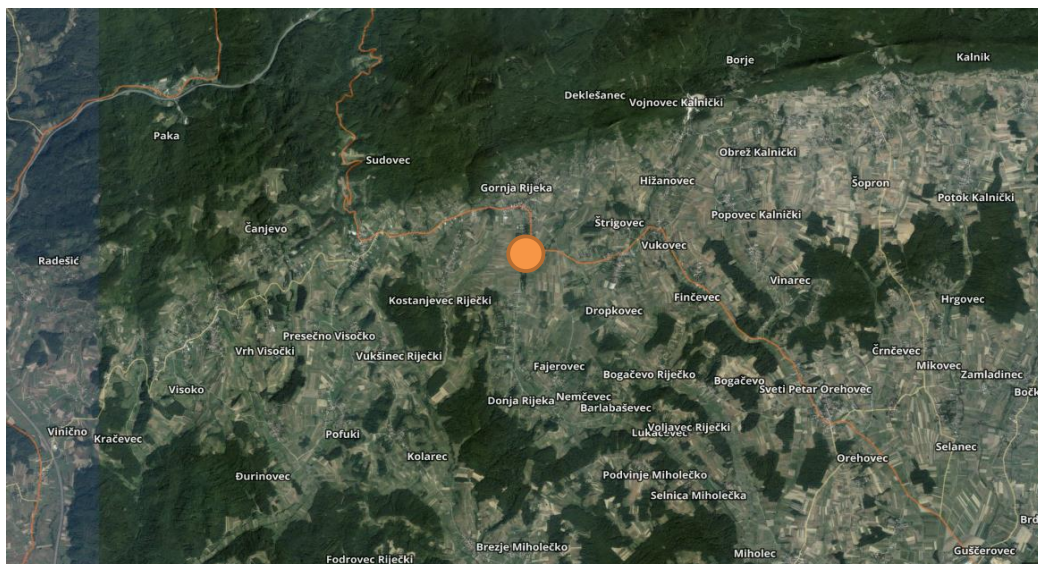 Borje
Kalnik
Deklešanec
Vojnovec Kalnički
Paka
Sudovec
Obrež Kalnički
Gornja Rijeka
Hižanovec
Šopron
Potok Kalnički
Čanjevo
Štrigovec
Popovec Kalnički
Vukovec
Radešić
Vinarec
Kostanjevec Riječki
Finčevec
Hrgovec
Dropkovec
Presečno Visočko
Vrh Visočki
Vukšinec Riječki
Črnčevec
Fajerovec
Mikovec
Bogačevo Riječko
Zamladinec
Visoko
Bogačevo
Sveti Petar Orehovec
Bočk
Donja Rijeka
Nemčevec
Barlabaševec
Vinično
Kračevec
Pofuki
Voljavec Riječki
Lukačevec
Selanec
Kolarec
Orehovec
Đurinovec
Podvinje Miholečko
Selnica Miholečka
Brd
Brezje Miholečko
Miholec
Guščerovec
Fodrovec Riječki